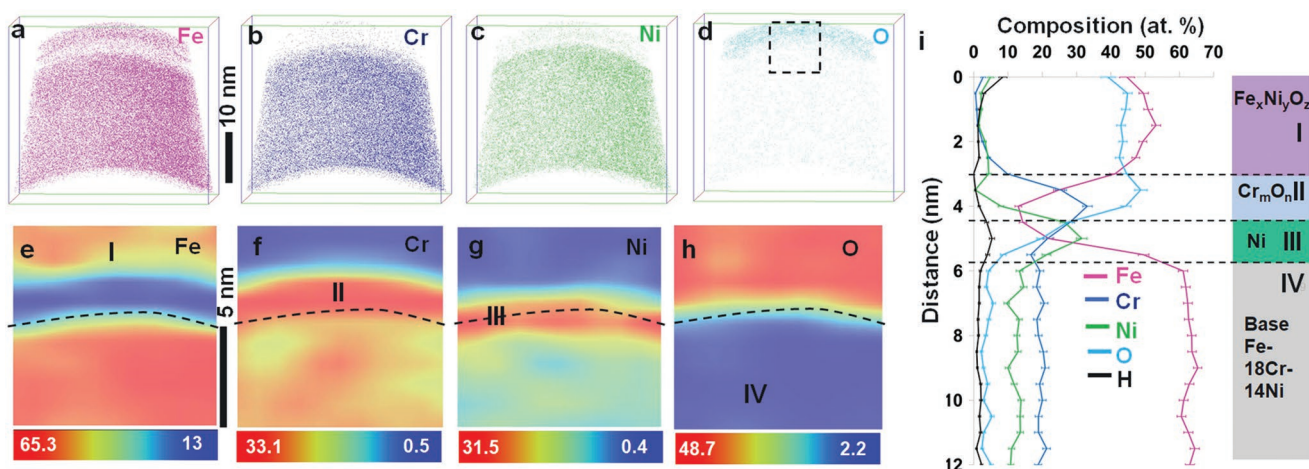 a Fe
b Cr
c Ni
d O
10 nm
e I Fe
f Cr
II
g Ni
III
h O
IV
5 nm
65.3 13
33.1 0.5
31.5 0.4
48.7 2.2
i
Composition (at. %)
0 10 20 30 40 50 60 70
Distance (nm)
0
2
4
6
8
10
12
Fe
Cr
Ni
O
H
FeₓNiᵧO_z
I
CrₘOₙ II
Ni III
IV
Base
Fe-
18Cr-
14Ni